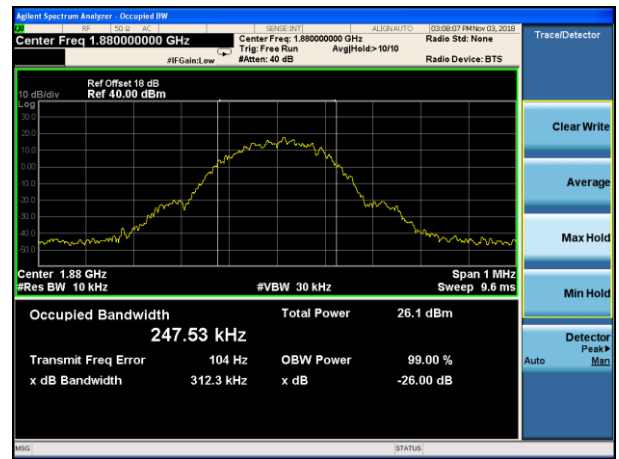 Agilent Spectrum Analyzer - Occupied BW
RF 50 Ω AC SENSE:INT ALIGNAUTO 03:08:07 PM Nov 03, 2018
Center Freq 1.880000000 GHz
Center Freq: 1.880000000 GHz
Radio Std: None
Trig: Free Run Avg|Hold:> 10/10
#IFGain:Low
#Atten: 40 dB
Radio Device: BTS
Trace/Detector
Ref Offset 18 dB
10 dB/div Ref 40.00 dBm
Log
30.0
20.0
10.0
0.00
-10.0
-20.0
-30.0
-40.0
-50.0
Center 1.88 GHz
Span 1 MHz
#Res BW 10 kHz
#VBW 30 kHz
Sweep 9.6 ms
Occupied Bandwidth
Total Power 26.1 dBm
247.53 kHz
Transmit Freq Error 104 Hz
OBW Power 99.00 %
x dB Bandwidth 312.3 kHz
x dB -26.00 dB
Clear Write
Average
Max Hold
Min Hold
Detector
Peak▶
Auto Man
MSG
STATUS